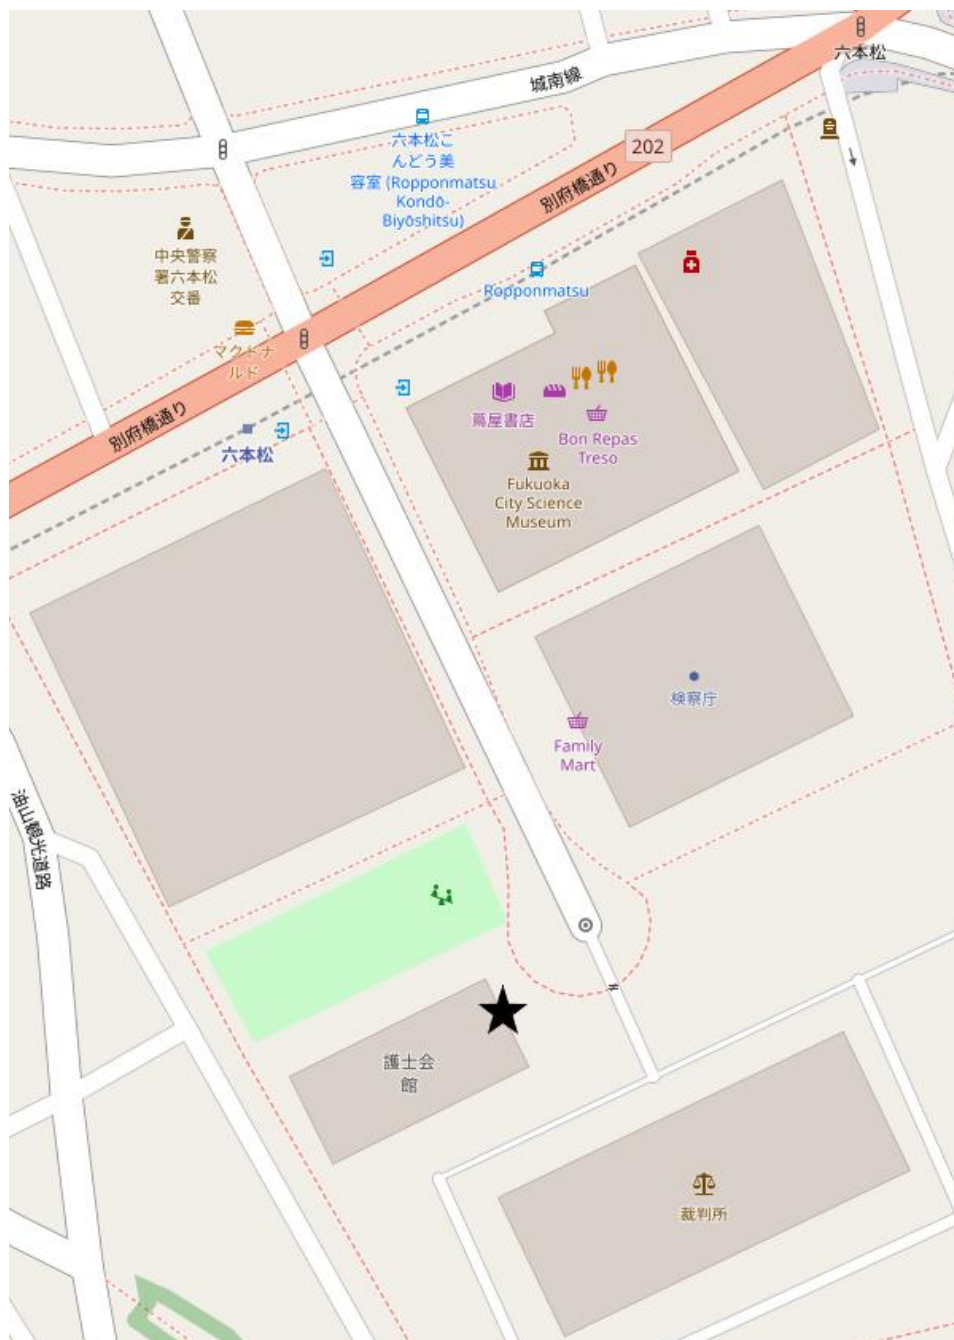 六本松
城南線
六本松こ
んどう美
容室 (Ropponmatsu
Kondō-
Biyōshitsu)
202
別府橋通り
中央警察
署六本松
交番
Ropponmatsu
マクドナ
ルド
別府橋通り
六本松
蔦屋書店
Bon Repas
Treso
Fukuoka
City Science
Museum
検察庁
Family
Mart
油山観光道路
護士会
館
裁判所